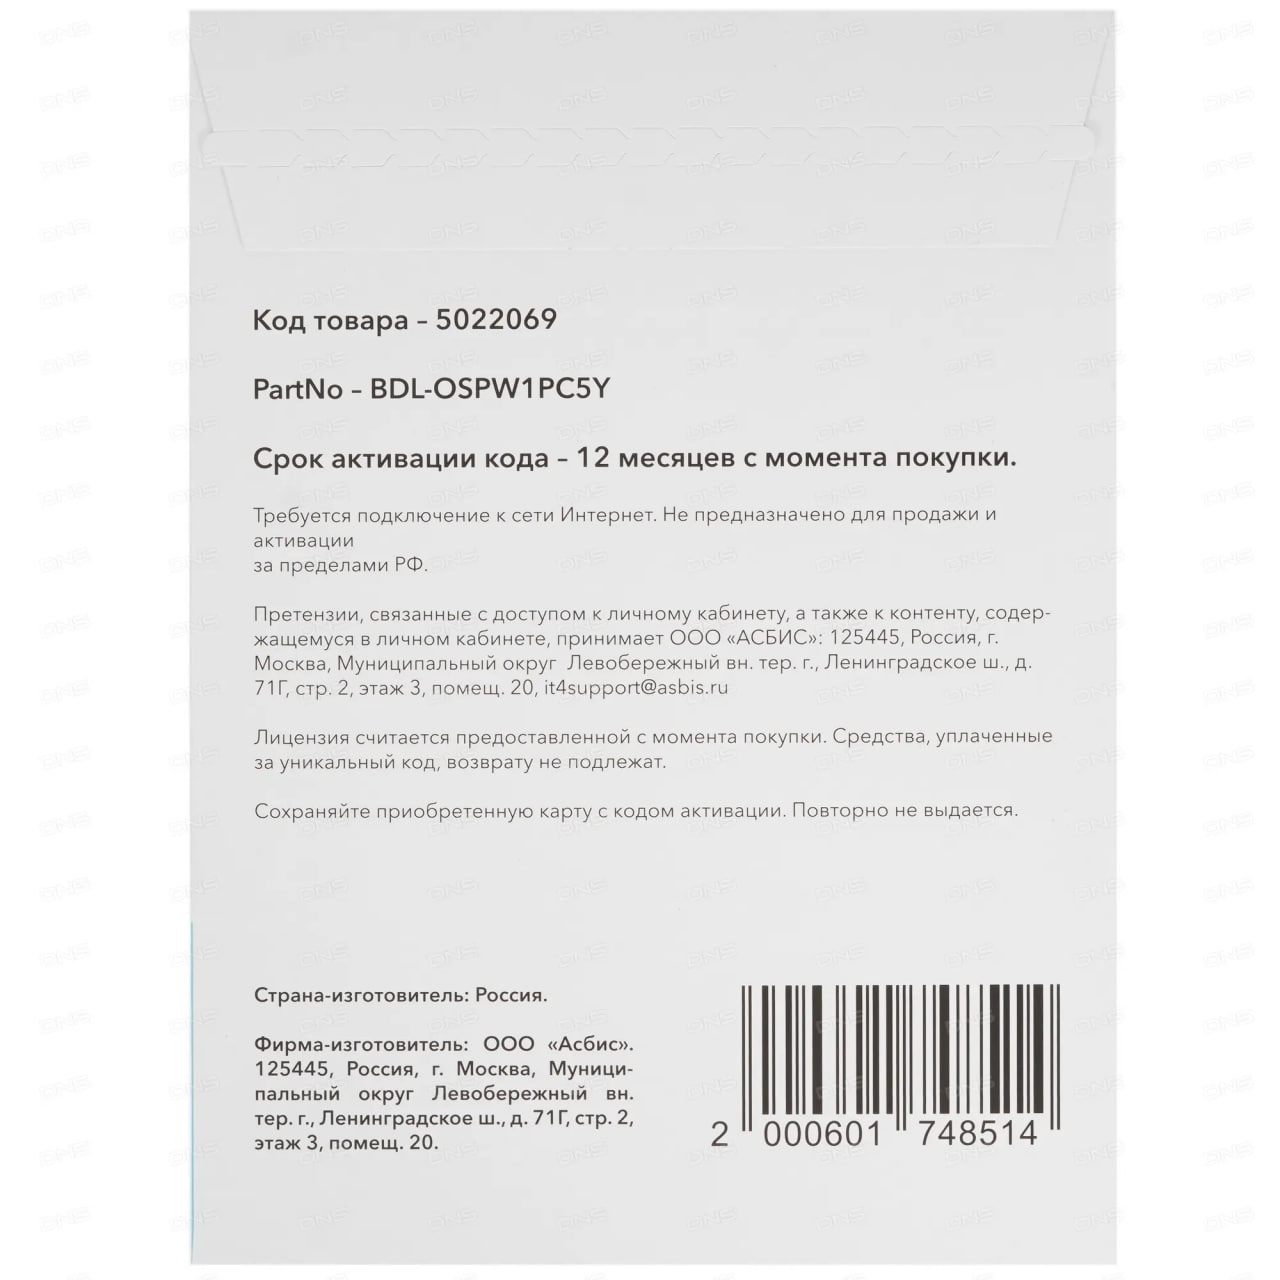 Код товара – 5022069
PartNo – BDL-OSPW1PC5Y
Срок активации кода – 12 месяцев с момента покупки.
Требуется подключение к сети Интернет. Не предназначено для продажи и
активации
за пределами РФ.
Претензии, связанные с доступом к личному кабинету, а также к контенту, содер-
жащемуся в личном кабинете, принимает ООО «АСБИС»: 125445, Россия, г.
Москва, Муниципальный округ Левобережный вн. тер. г., Ленинградское ш., д.
71Г, стр. 2, этаж 3, помещ. 20, it4support@asbis.ru
Лицензия считается предоставленной с момента покупки. Средства, уплаченные
за уникальный код, возврату не подлежат.
Сохраняйте приобретенную карту с кодом активации. Повторно не выдается.
Страна-изготовитель: Россия.
Фирма-изготовитель: ООО «Асбис».
125445, Россия, г. Москва, Муници-
пальный округ Левобережный вн.
тер. г., Ленинградское ш., д. 71Г, стр. 2,
этаж 3, помещ. 20.
2 000601 748514